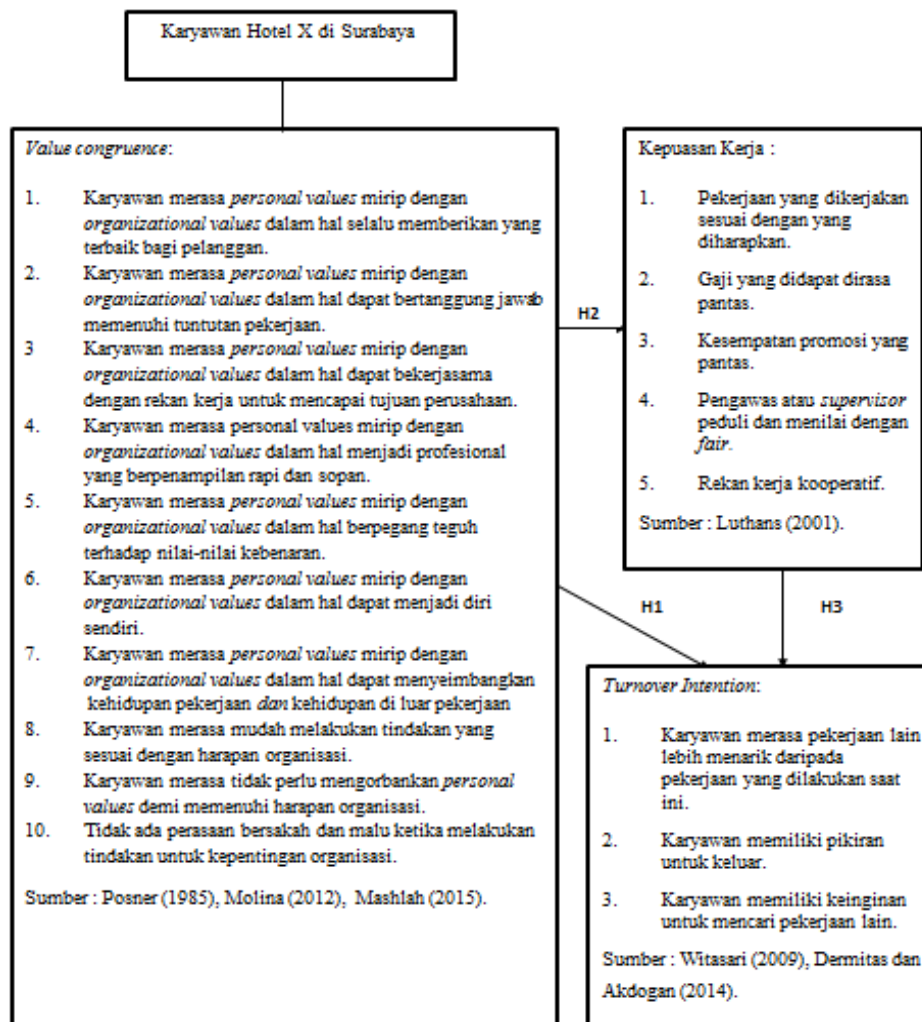 Karyawan Hotel X di Surabaya
Value congruence:
1. Karyawan merasa personal values mirip dengan
organizational values dalam hal selalu memberikan yang
terbaik bagi pelanggan.
2. Karyawan merasa personal values mirip dengan
organizational values dalam hal dapat bertanggung jawab
memenuhi tuntutan pekerjaan.
3 Karyawan merasa personal values mirip dengan
organizational values dalam hal dapat bekerjasama
dengan rekan kerja untuk mencapai tujuan perusahaan.
4. Karyawan merasa personal values mirip dengan
organizational values dalam hal menjadi profesional
yang berpenampilan rapi dan sopan.
5. Karyawan merasa personal values mirip dengan
organizational values dalam hal berpegang teguh
terhadap nilai-nilai kebenaran.
6. Karyawan merasa personal values mirip dengan
organizational values dalam hal dapat menjadi diri
sendiri.
7. Karyawan merasa personal values mirip dengan
organizational values dalam hal dapat menyeimbangkan
kehidupan pekerjaan dan kehidupan di luar pekerjaan
8. Karyawan merasa mudah melakukan tindakan yang
sesuai dengan harapan organisasi.
9. Karyawan merasa tidak perlu mengorbankan personal
values demi memenuhi harapan organisasi.
10. Tidak ada perasaan bersakah dan malu ketika melakukan
tindakan untuk kepentingan organisasi.
Sumber : Posner (1985), Molina (2012), Mashlah (2015).
H2
Kepuasan Kerja :
1. Pekerjaan yang dikerjakan
sesuai dengan yang
diharapkan.
2. Gaji yang didapat dirasa
pantas.
3. Kesempatan promosi yang
pantas.
4. Pengawas atau supervisor
peduli dan menilai dengan
fair.
5. Rekan kerja kooperatif.
Sumber : Luthans (2001).
H1
H3
Turnover Intention:
1. Karyawan merasa pekerjaan lain
lebih menarik daripada
pekerjaan yang dilakukan saat
ini.
2. Karyawan memiliki pikiran
untuk keluar.
3. Karyawan memiliki keinginan
untuk mencari pekerjaan lain.
Sumber : Witasari (2009), Dermitas dan
Akdogan (2014).